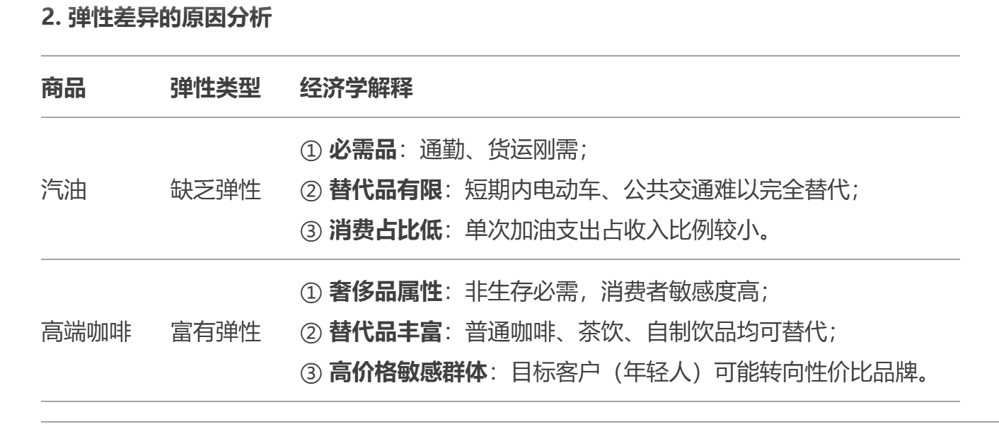 2. 弹性差异的原因分析
商品 弹性类型 经济学解释
① 必需品：通勤、货运刚需；
汽油 缺乏弹性 ② 替代品有限：短期内电动车、公共交通难以完全替代；
③ 消费占比低：单次加油支出占收入比例较小。
① 奢侈品属性：非生存必需，消费者敏感度高；
高端咖啡 富有弹性 ② 替代品丰富：普通咖啡、茶饮、自制饮品均可替代；
③ 高价格敏感群体：目标客户（年轻人）可能转向性价比品牌。